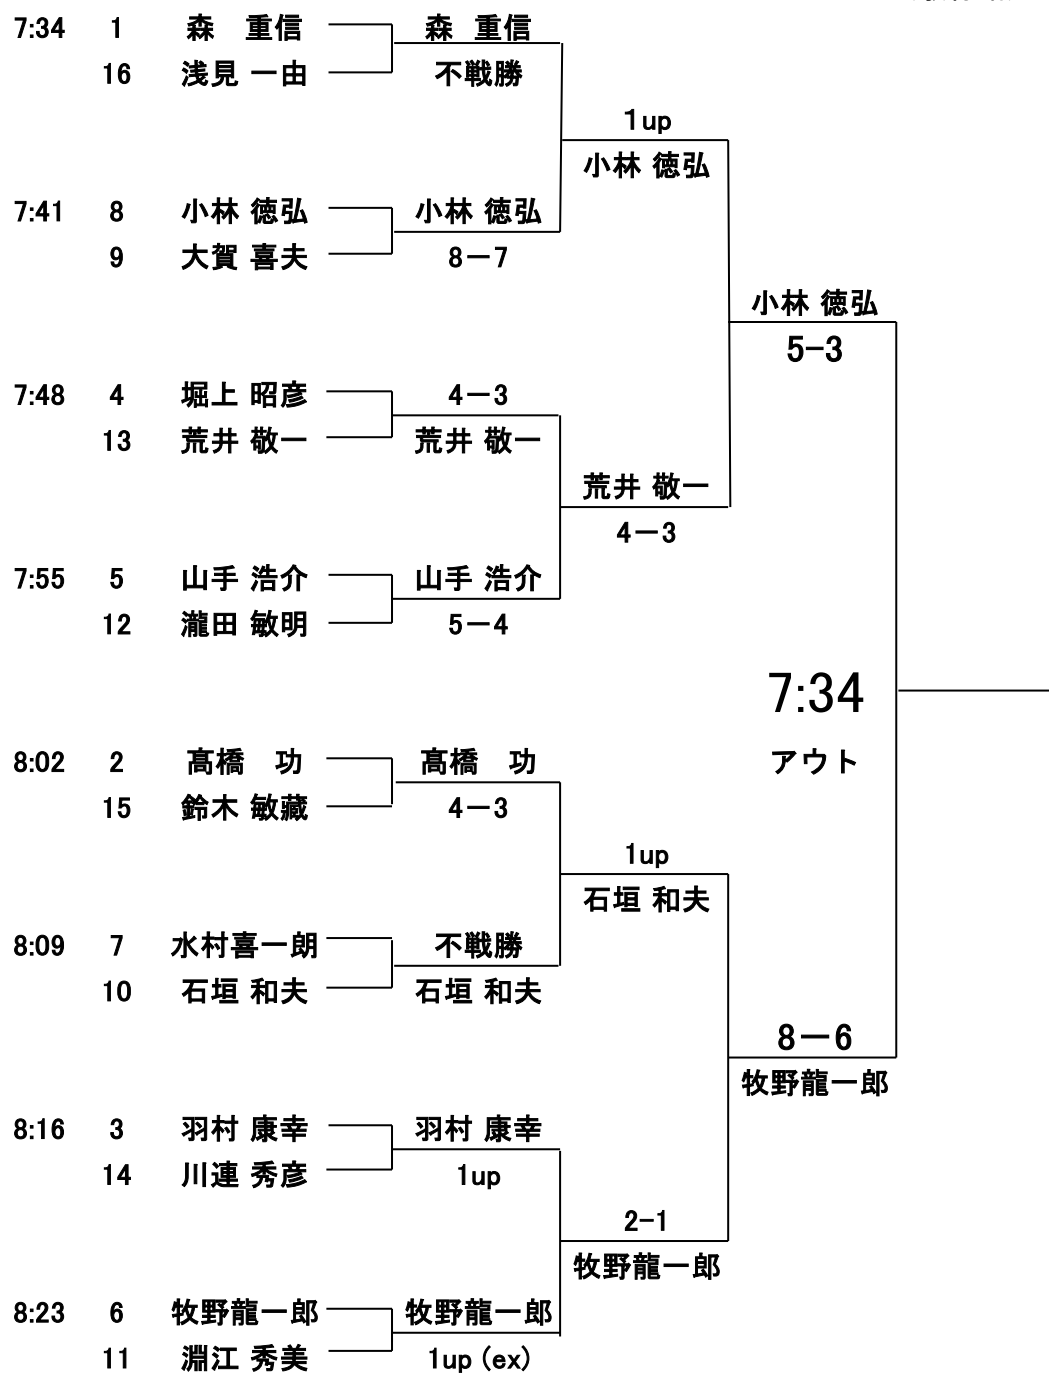 7:34 1 森 重信 森 重信
16 浅見 一由 不戦勝
1up
小林 徳弘
7:41 8 小林 徳弘 小林 徳弘
9 大賀 喜夫 8－7
小林 徳弘
5-3
7:48 4 堀上 昭彦 4－3
13 荒井 敬一 荒井 敬一
荒井 敬一
4－3
7:55 5 山手 浩介 山手 浩介
12 瀧田 敏明 5－4
7:34
アウト
8:02 2 髙橋 功 髙橋 功
15 鈴木 敏藏 4－3
1up
石垣 和夫
8:09 7 水村喜一朗 不戦勝
10 石垣 和夫 石垣 和夫
8－6
牧野龍一郎
8:16 3 羽村 康幸 羽村 康幸
14 川連 秀彦 1up
2-1
牧野龍一郎
8:23 6 牧野龍一郎 牧野龍一郎
11 淵江 秀美 1up (ex)